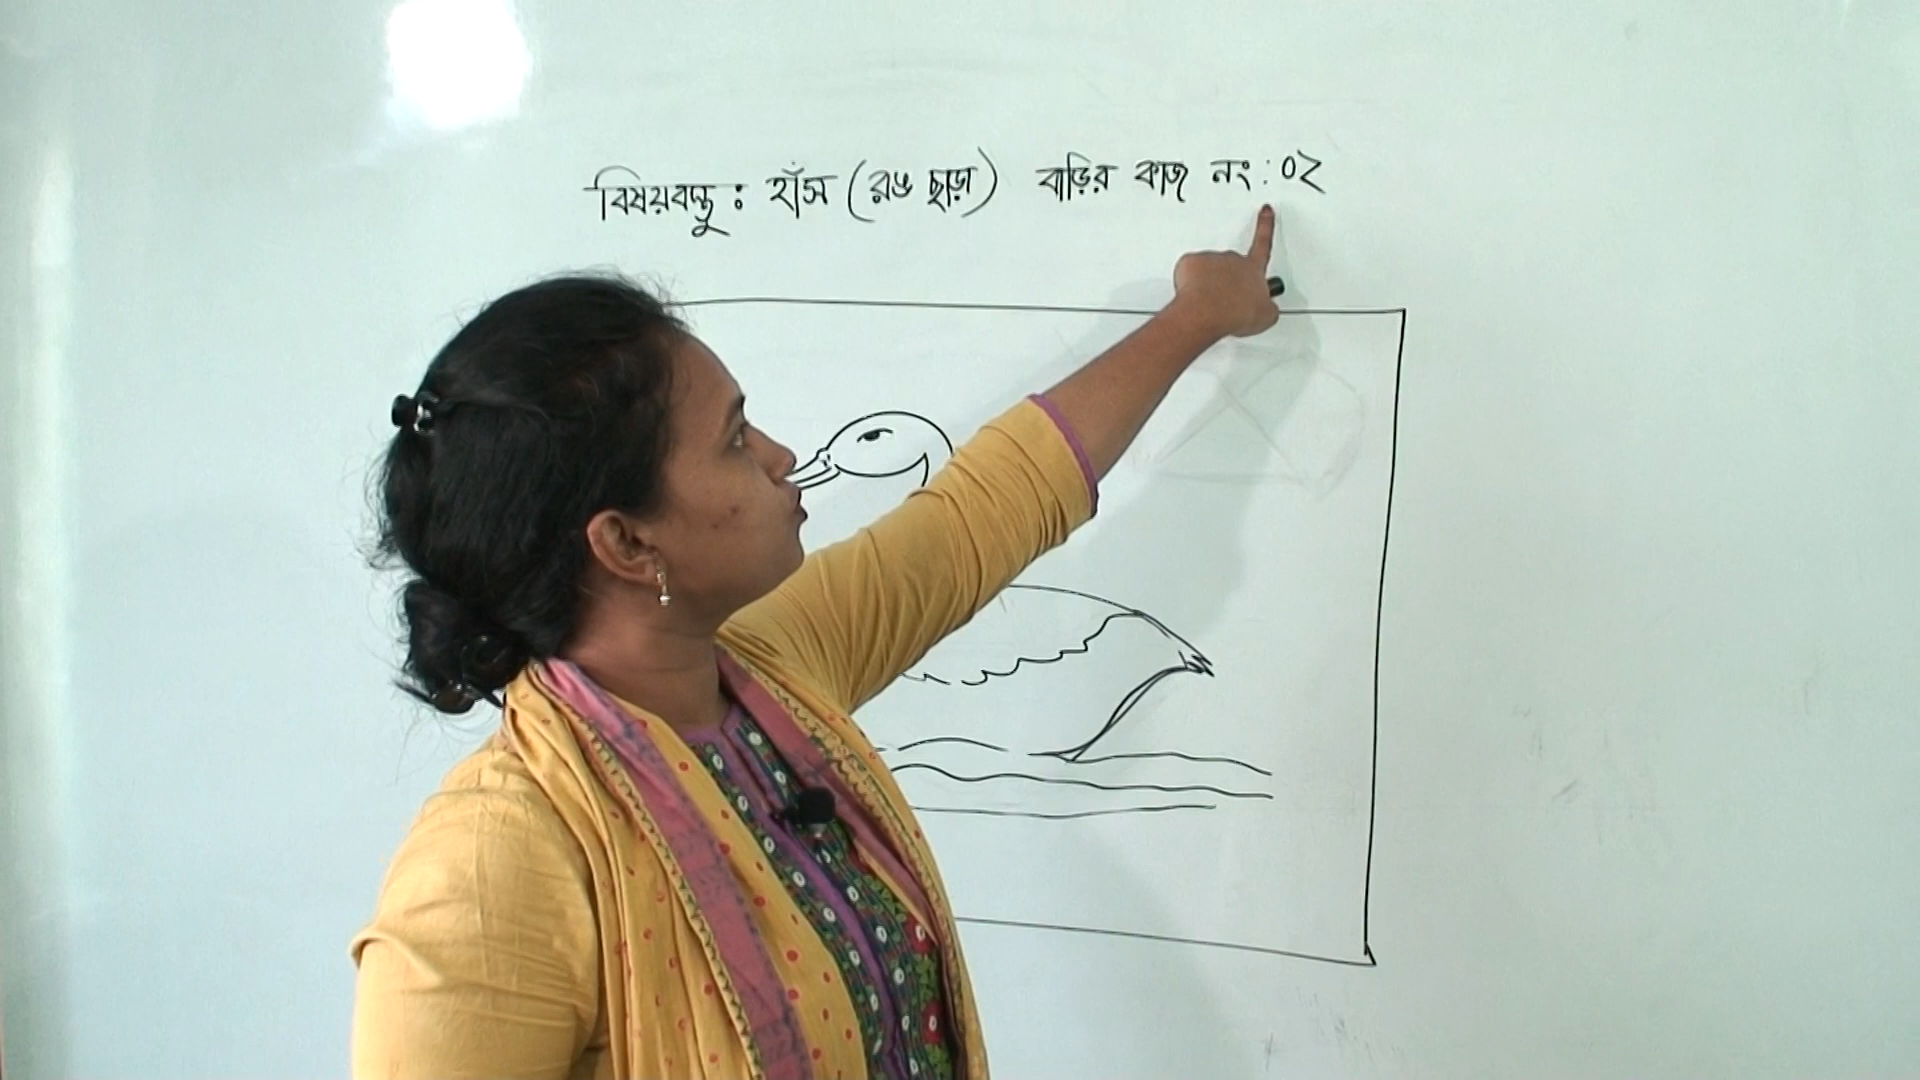 বিষয়বস্তু : হাঁস (রঙ ছাড়া) বাড়ির কাজ নং : ০২